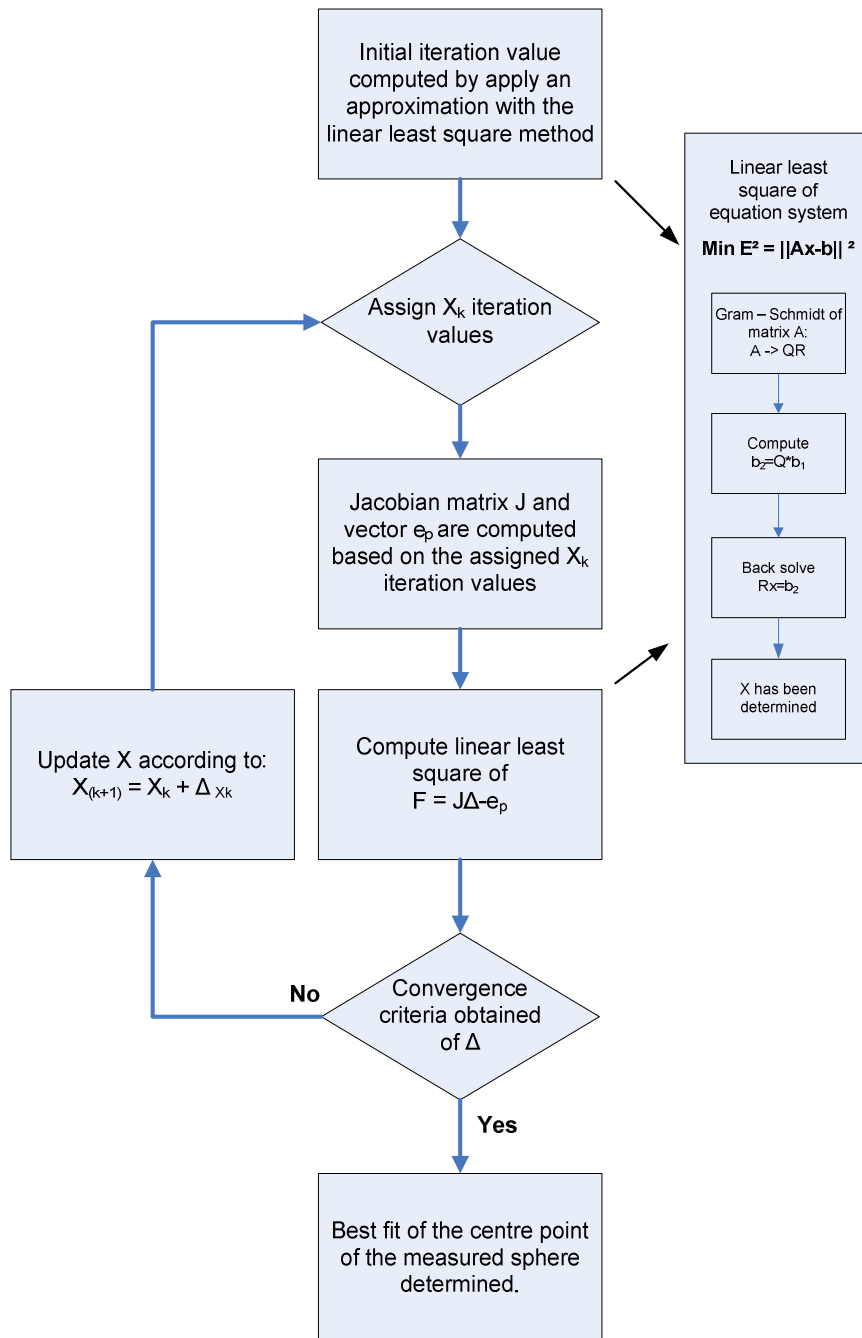 Initial iteration value
computed by apply an
approximation with the
linear least square method
Linear least
square of
equation system
Min E² = ||Ax-b|| ²
Gram – Schmidt of
matrix A:
A -> QR
Compute
b₂=Q*b₁
Back solve
Rx=b₂
X has been
determined
Assign Xₖ iteration
values
Jacobian matrix J and
vector eₚ are computed
based on the assigned Xₖ
iteration values
Compute linear least
square of
F = JΔ-eₚ
Update X according to:
X₍ₖ₊₁₎ = Xₖ + Δ Xₖ
Convergence
criteria obtained
of Δ
No
Yes
Best fit of the centre point
of the measured sphere
determined.